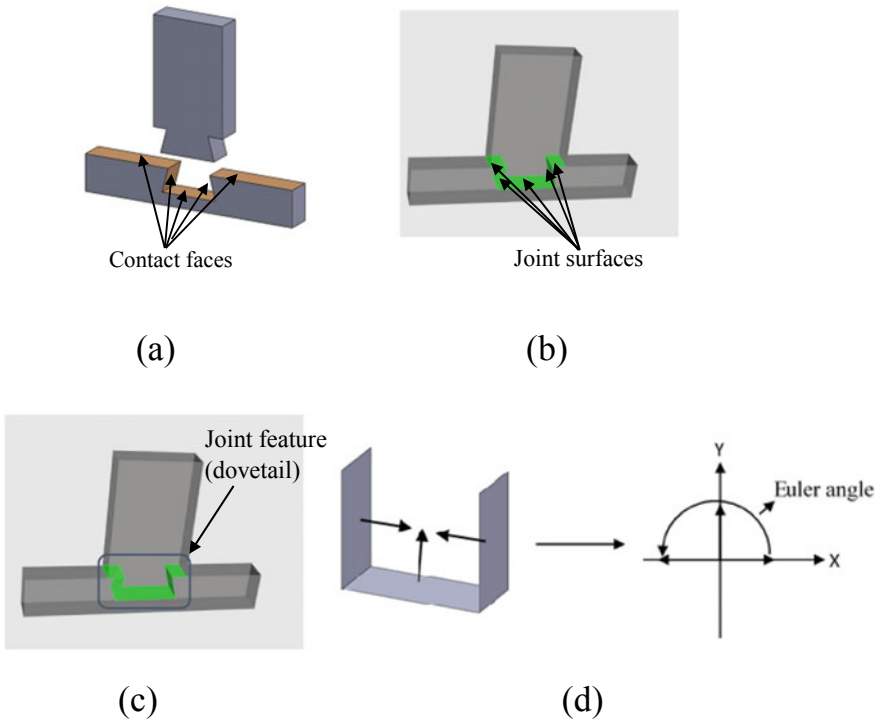 Contact faces
Joint surfaces
(a)
(b)
Joint feature
(dovetail)
Y
Euler angle
X
(c)
(d)